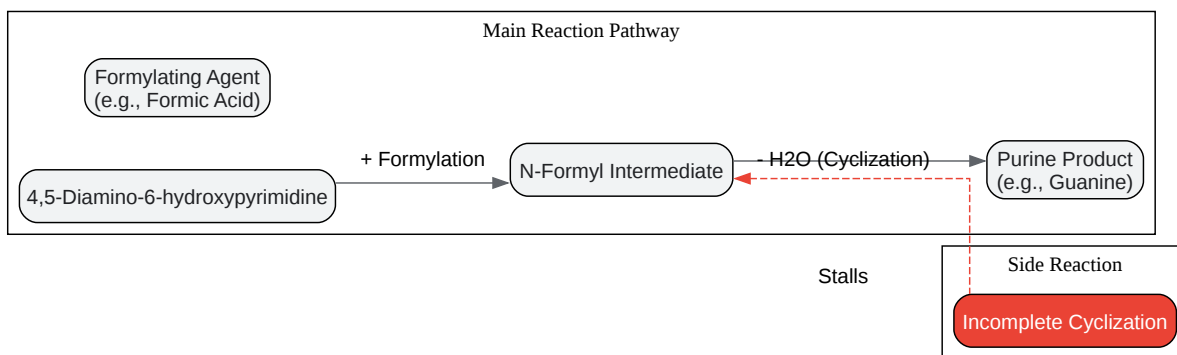 Main Reaction Pathway
Formylating Agent
(e.g., Formic Acid)
+ Formylation
- H2O (Cyclization)
4,5-Diamino-6-hydroxypyrimidine
N-Formyl Intermediate
Purine Product
(e.g., Guanine)
Stalls
Side Reaction
Incomplete Cyclization